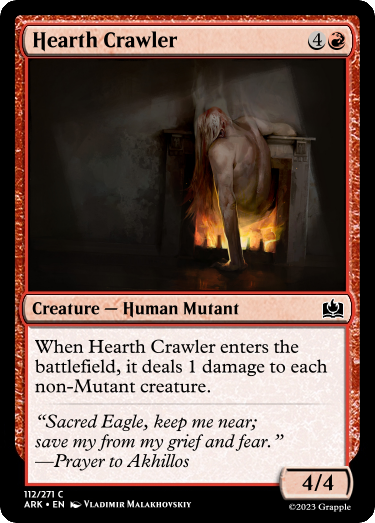 Hearth Crawler 4
Creature — Human Mutant
When Hearth Crawler enters the
battlefield, it deals 1 damage to each
non-Mutant creature.
“Sacred Eagle, keep me near;
save my from my grief and fear.”
—Prayer to Akhillos
4/4
112/271 C
ARK • EN Vladimir Malakhovskiy
©2023 Grapple